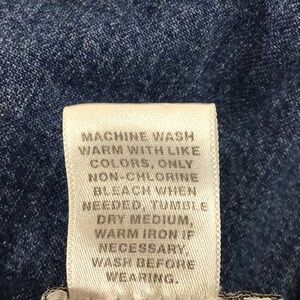 MACHINE WASH
WARM WITH LIKE
COLORS, ONLY
NON-CHLORINE
BLEACH WHEN
NEEDED, TUMBLE
DRY MEDIUM,
WARM IRON IF
NECESSARY.
WASH BEFORE
WEARING.